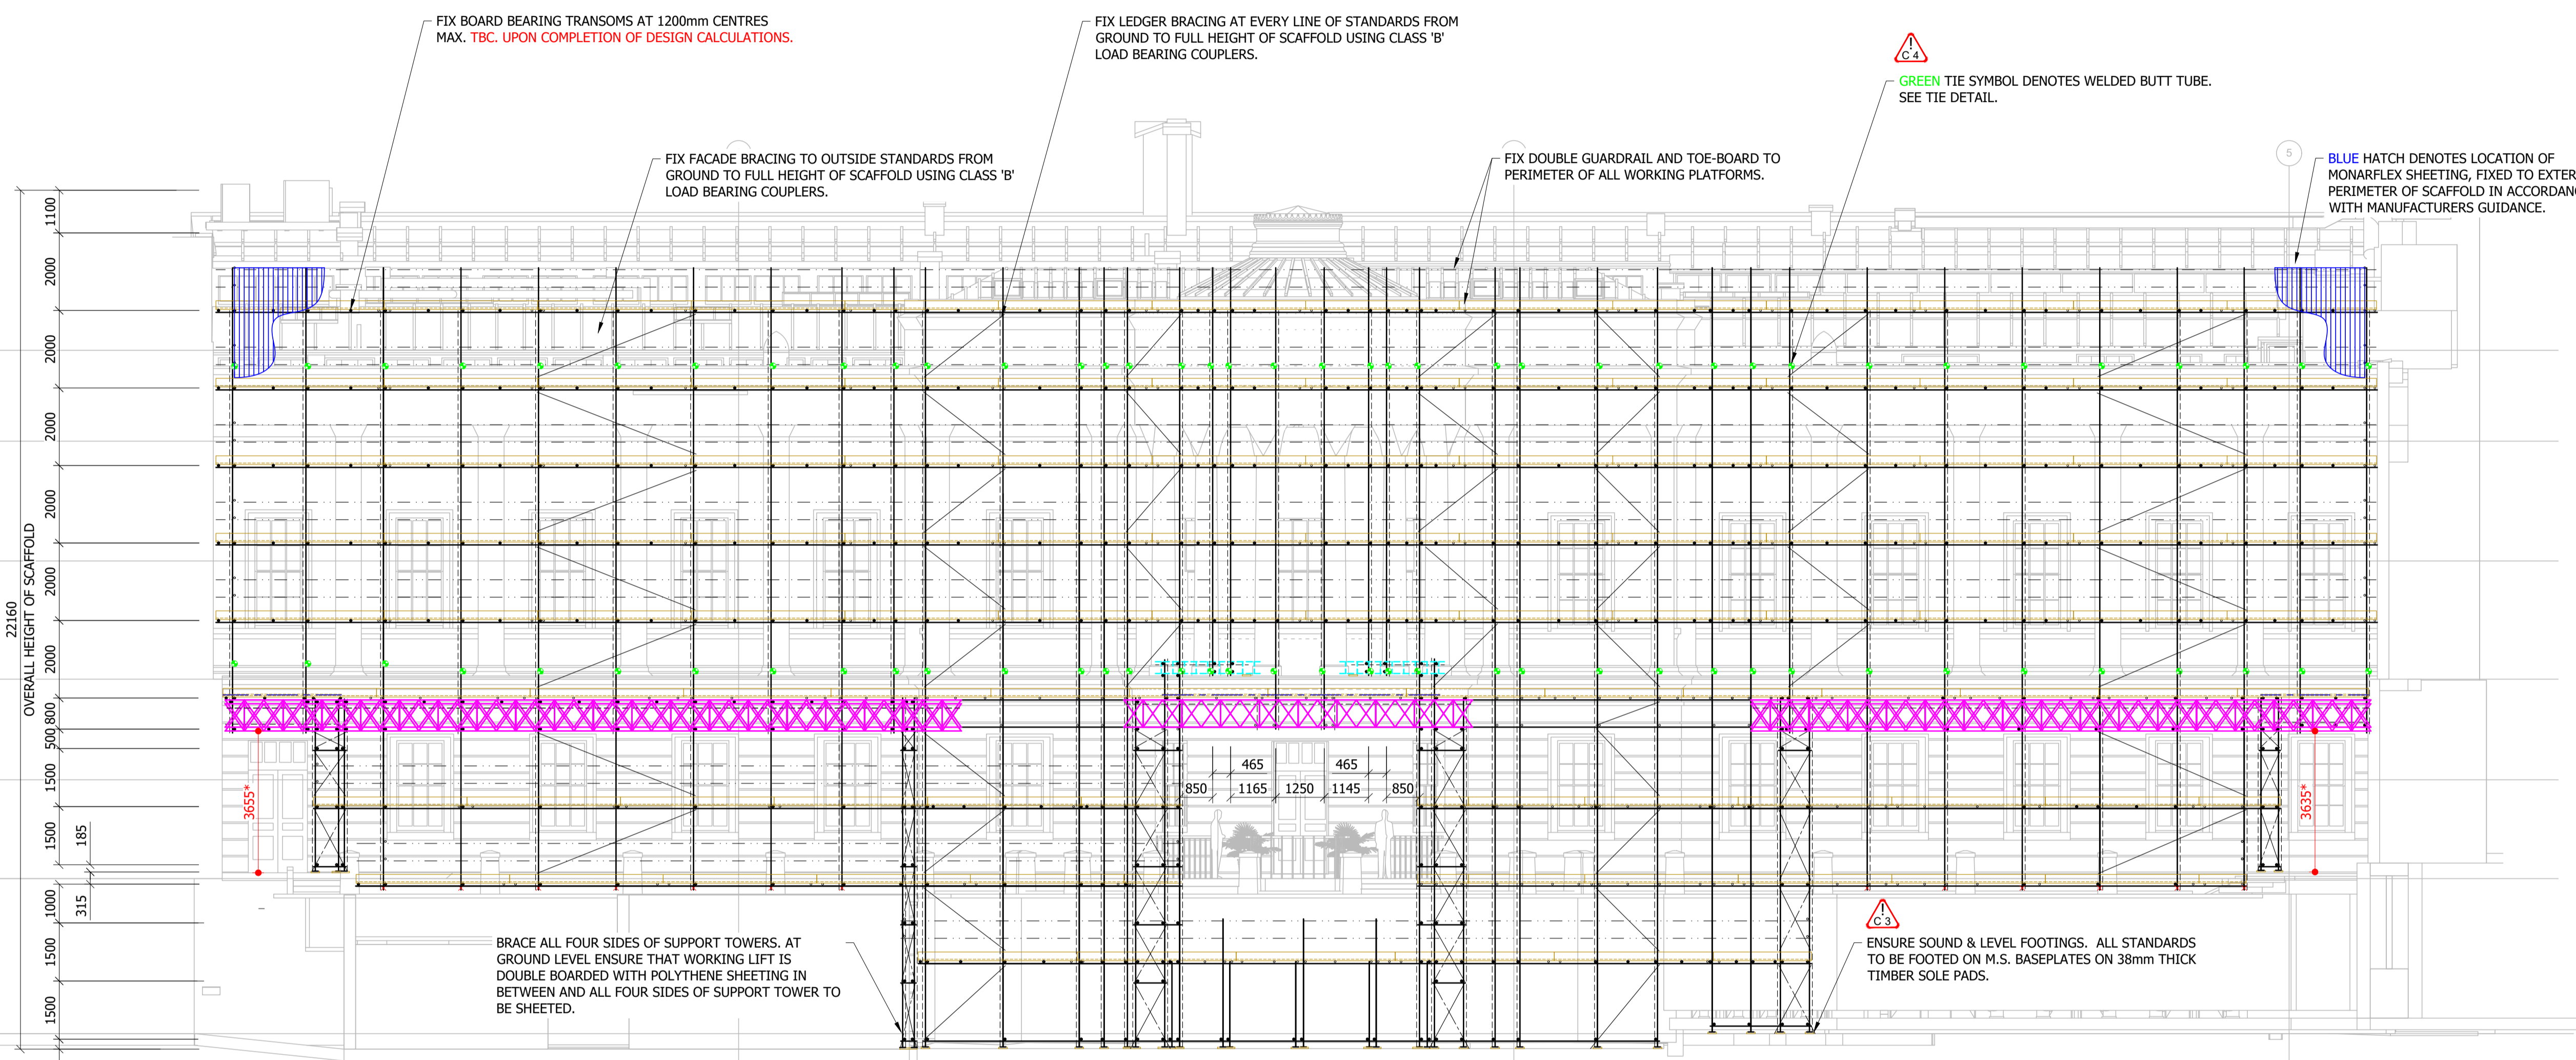 FIX BOARD BEARING TRANSOMS AT 1200mm CENTRES
MAX. TBC. UPON COMPLETION OF DESIGN CALCULATIONS.
FIX LEDGER BRACING AT EVERY LINE OF STANDARDS FROM
GROUND TO FULL HEIGHT OF SCAFFOLD USING CLASS 'B'
LOAD BEARING COUPLERS.
!
C 4
GREEN TIE SYMBOL DENOTES WELDED BUTT TUBE.
SEE TIE DETAIL.
FIX FACADE BRACING TO OUTSIDE STANDARDS FROM
GROUND TO FULL HEIGHT OF SCAFFOLD USING CLASS 'B'
LOAD BEARING COUPLERS.
FIX DOUBLE GUARDRAIL AND TOE-BOARD TO
PERIMETER OF ALL WORKING PLATFORMS.
5
BLUE HATCH DENOTES LOCATION OF
MONARFLEX SHEETING, FIXED TO EXTER
PERIMETER OF SCAFFOLD IN ACCORDAN
WITH MANUFACTURERS GUIDANCE.
22160
OVERALL HEIGHT OF SCAFFOLD
1100
2000
2000
2000
2000
2000
2000
800
500
1500
1500
185
1000
315
1500
1500
3655*
465
465
850
1165
1250
1145
850
3635*
BRACE ALL FOUR SIDES OF SUPPORT TOWERS. AT
GROUND LEVEL ENSURE THAT WORKING LIFT IS
DOUBLE BOARDED WITH POLYTHENE SHEETING IN
BETWEEN AND ALL FOUR SIDES OF SUPPORT TOWER TO
BE SHEETED.
!
C 3
ENSURE SOUND & LEVEL FOOTINGS. ALL STANDARDS
TO BE FOOTED ON M.S. BASEPLATES ON 38mm THICK
TIMBER SOLE PADS.